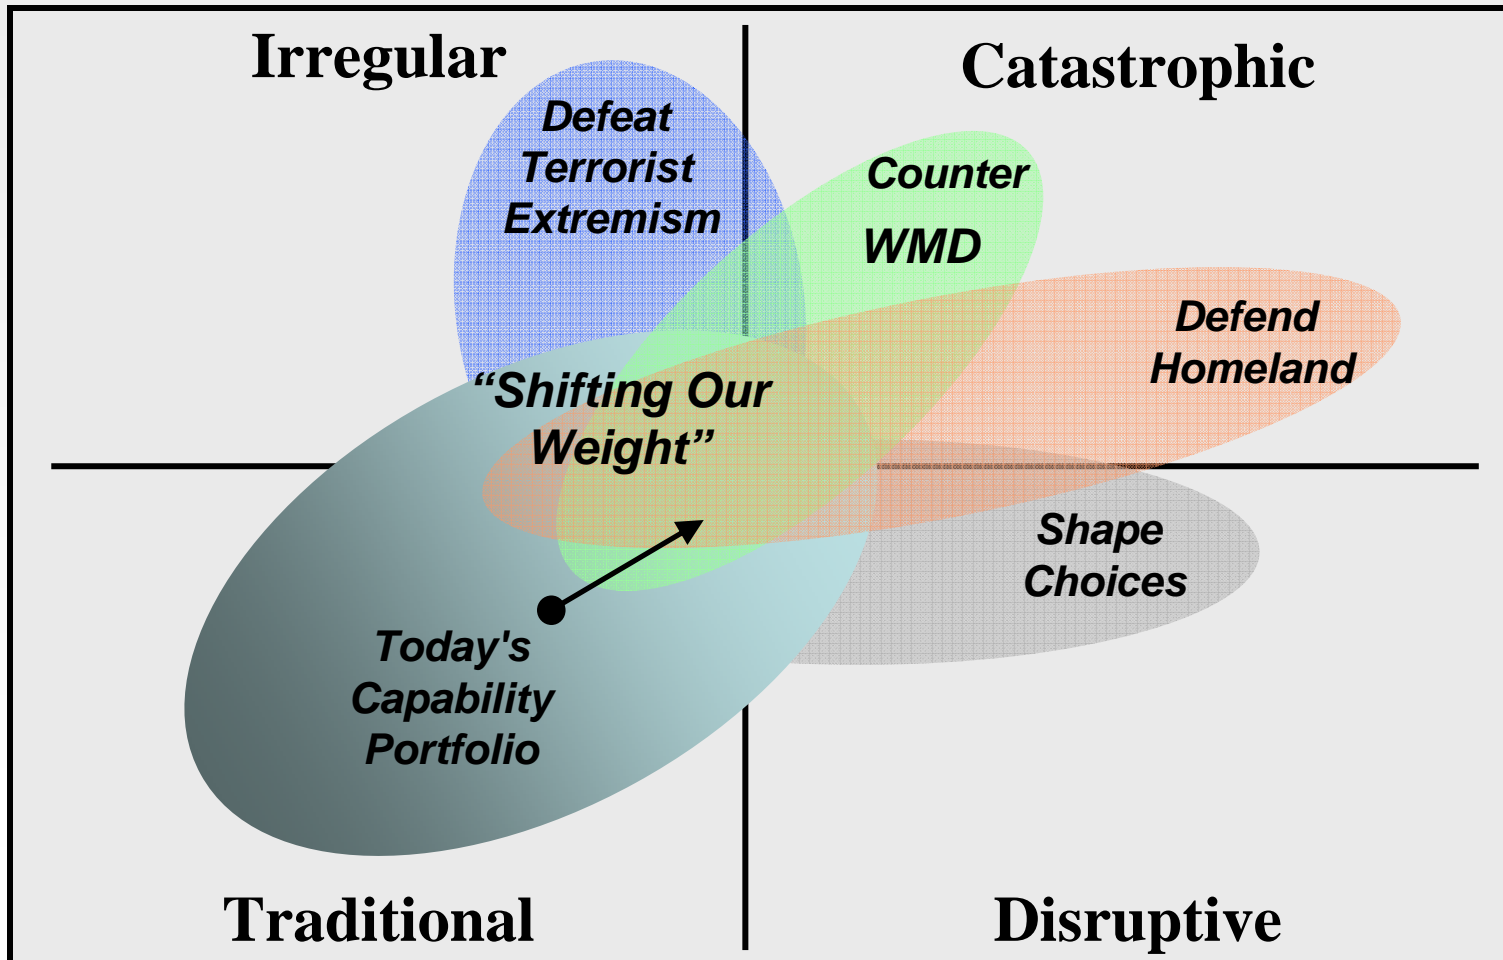 Irregular
Catastrophic
Defeat
Terrorist
Extremism
Counter
WMD
Defend
Homeland
“Shifting Our
Weight”
Shape
Choices
Today's
Capability
Portfolio
Traditional
Disruptive